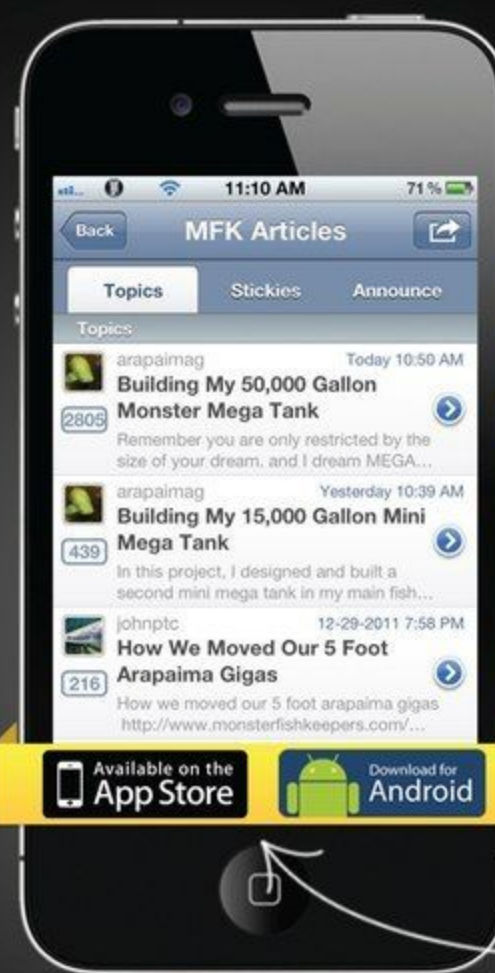 11:10 AM
71%
Back
MFK Articles
Topics
Stickies
Announce
Topics
arapaimag
Today 10:50 AM
Building My 50,000 Gallon
Monster Mega Tank
2805
Remember you are only restricted by the
size of your dream, and I dream MEGA...
arapaimag
Yesterday 10:39 AM
Building My 15,000 Gallon Mini
Mega Tank
439
In this project, I designed and built a
second mini mega tank in my main fish...
johnptc
12-29-2011 7:58 PM
How We Moved Our 5 Foot
Arapaima Gigas
216
How we moved our 5 foot arapaima gigas
http://www.monsterfishkeepers.com/...
Available on the
App Store
Download for
Android